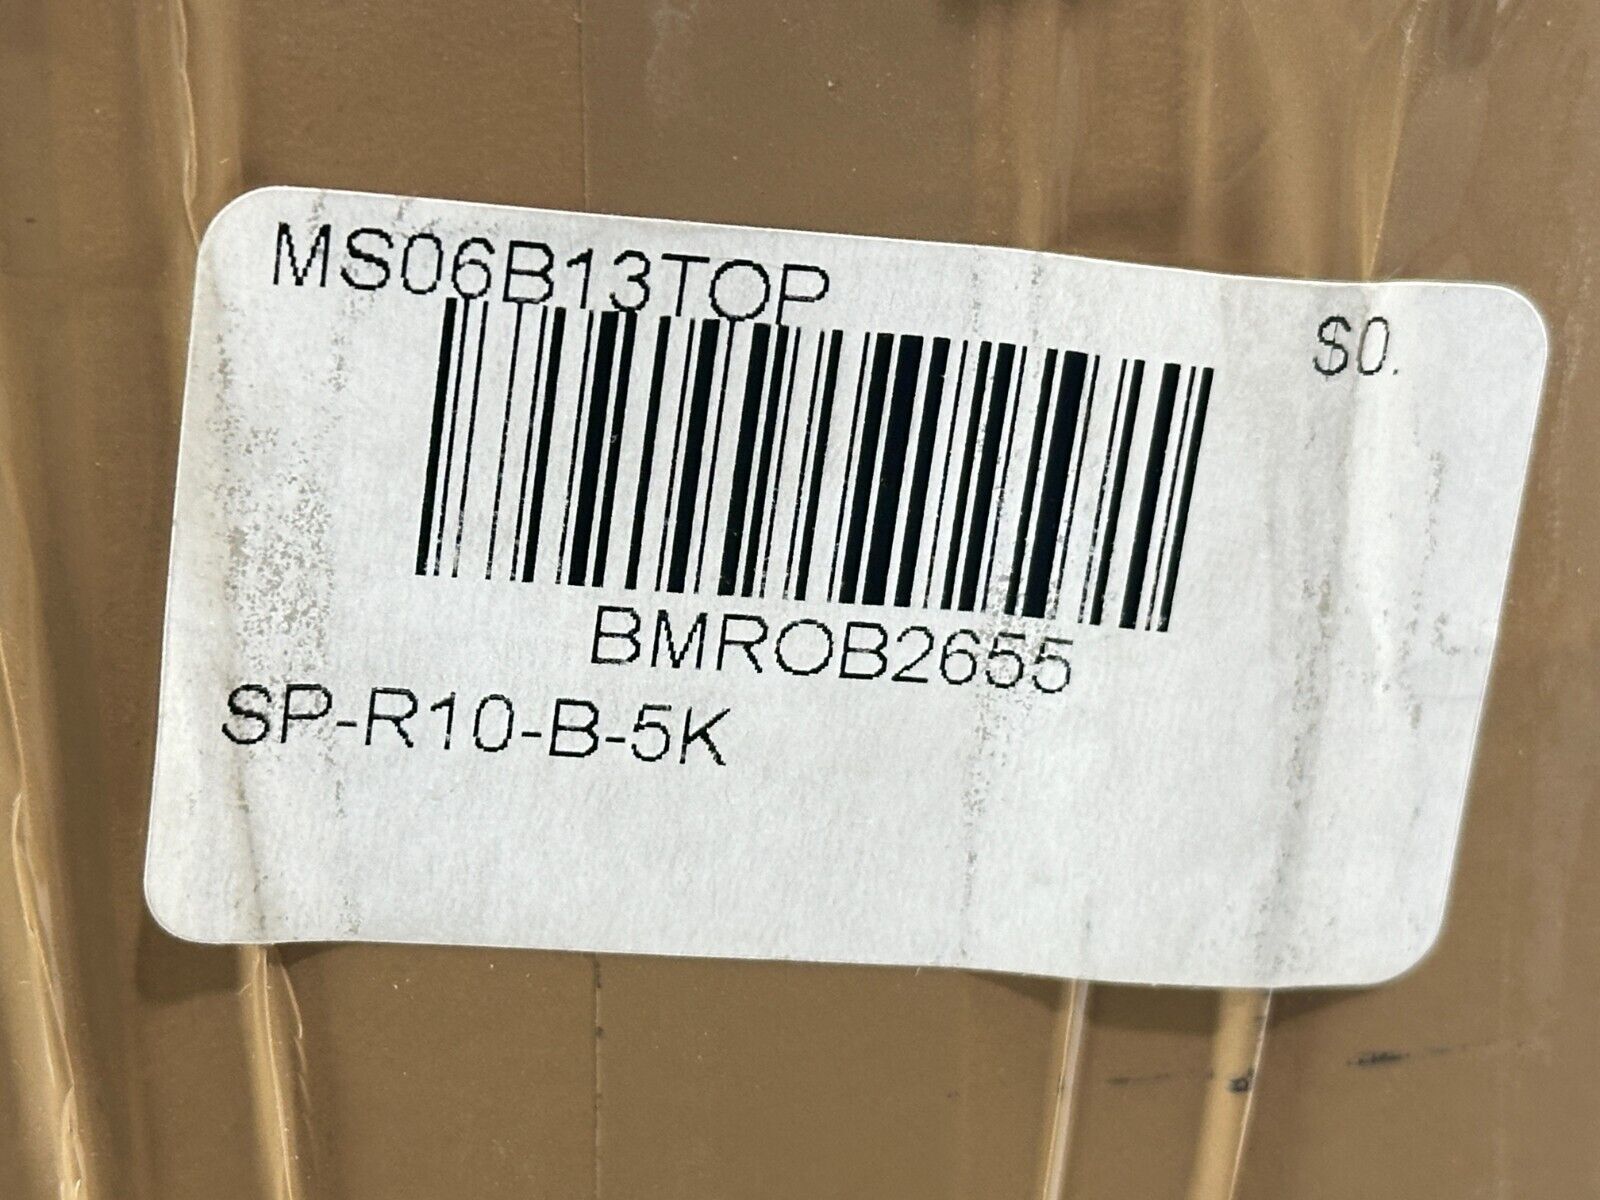 MS06B13TOP
$0.
BMROB2655
SP-R10-B-5K